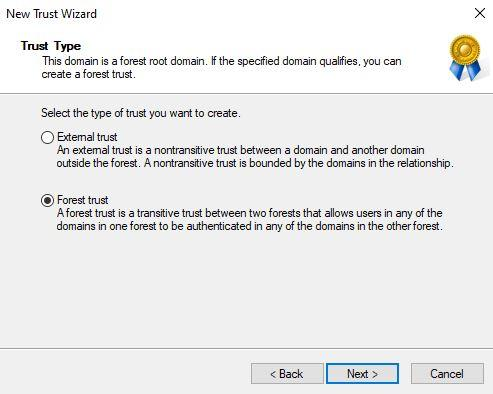 New Trust Wizard
Trust Type
This domain is a forest root domain. If the specified domain qualifies, you can
create a forest trust.
Select the type of trust you want to create.
External trust
An external trust is a nontransitive trust between a domain and another domain
outside the forest. A nontransitive trust is bounded by the domains in the relationship.
Forest trust
A forest trust is a transitive trust between two forests that allows users in any of the
domains in one forest to be authenticated in any of the domains in the other forest.
< Back
Next >
Cancel